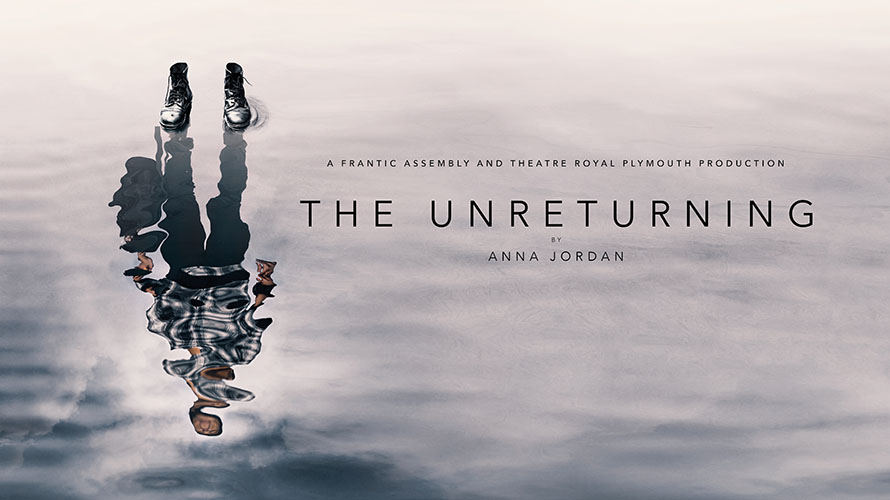 A FRANTIC ASSEMBLY AND THEATRE ROYAL PLYMOUTH PRODUCTION
THE UNRETURNING
BY
ANNA JORDAN